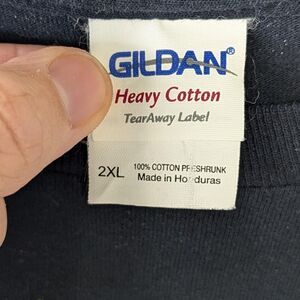 GILDAN®
Heavy Cotton
TearAway Label
2XL
100% COTTON PRESHRUNK
Made in Honduras